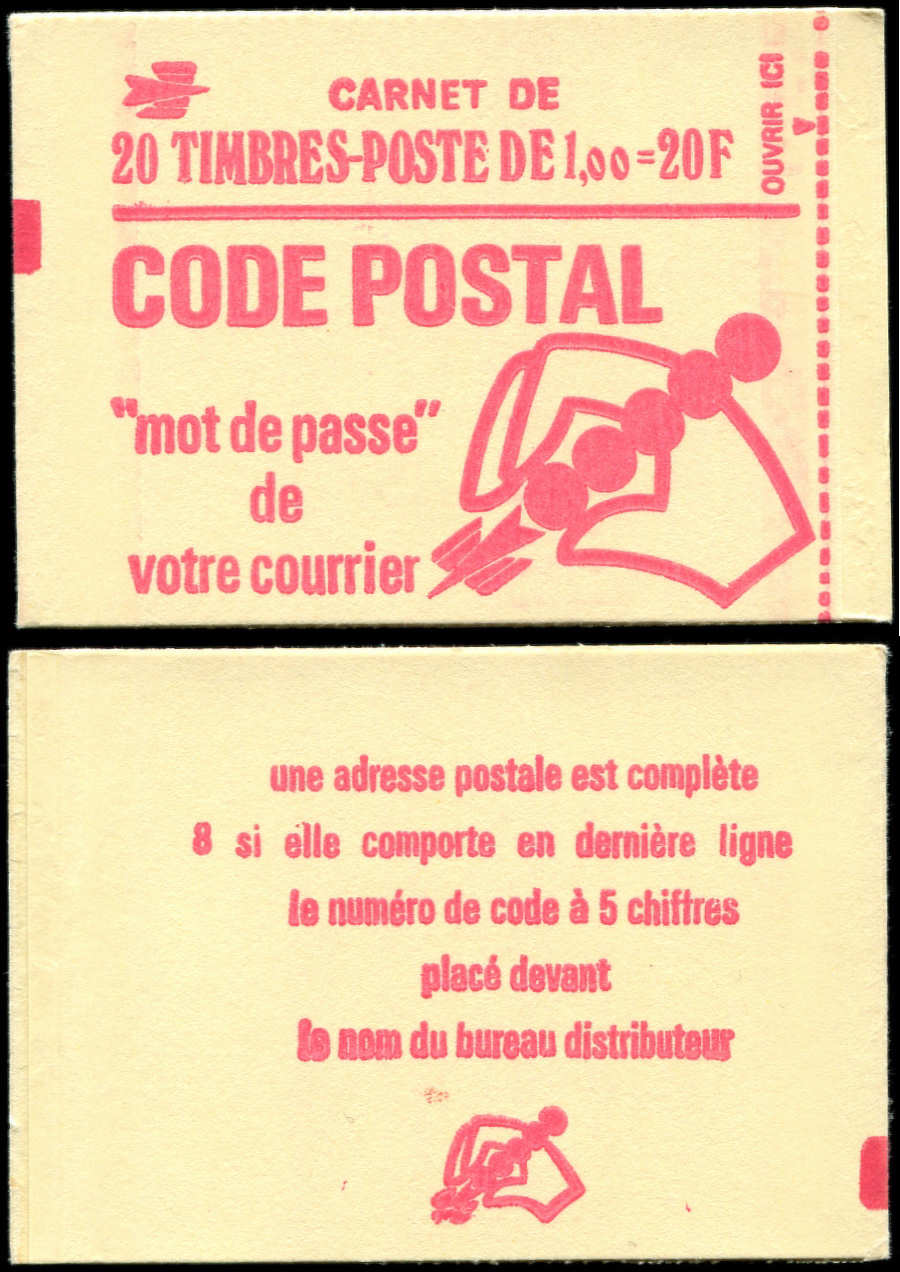 CARNET DE
20 TIMBRES-POSTE DE 1,00 = 20F
OUVRIR ICI
CODE POSTAL
"mot de passe"
de
votre courrier
une adresse postale est complète
8 si elle comporte en dernière ligne
le numéro de code à 5 chiffres
placé devant
le nom du bureau distributeur